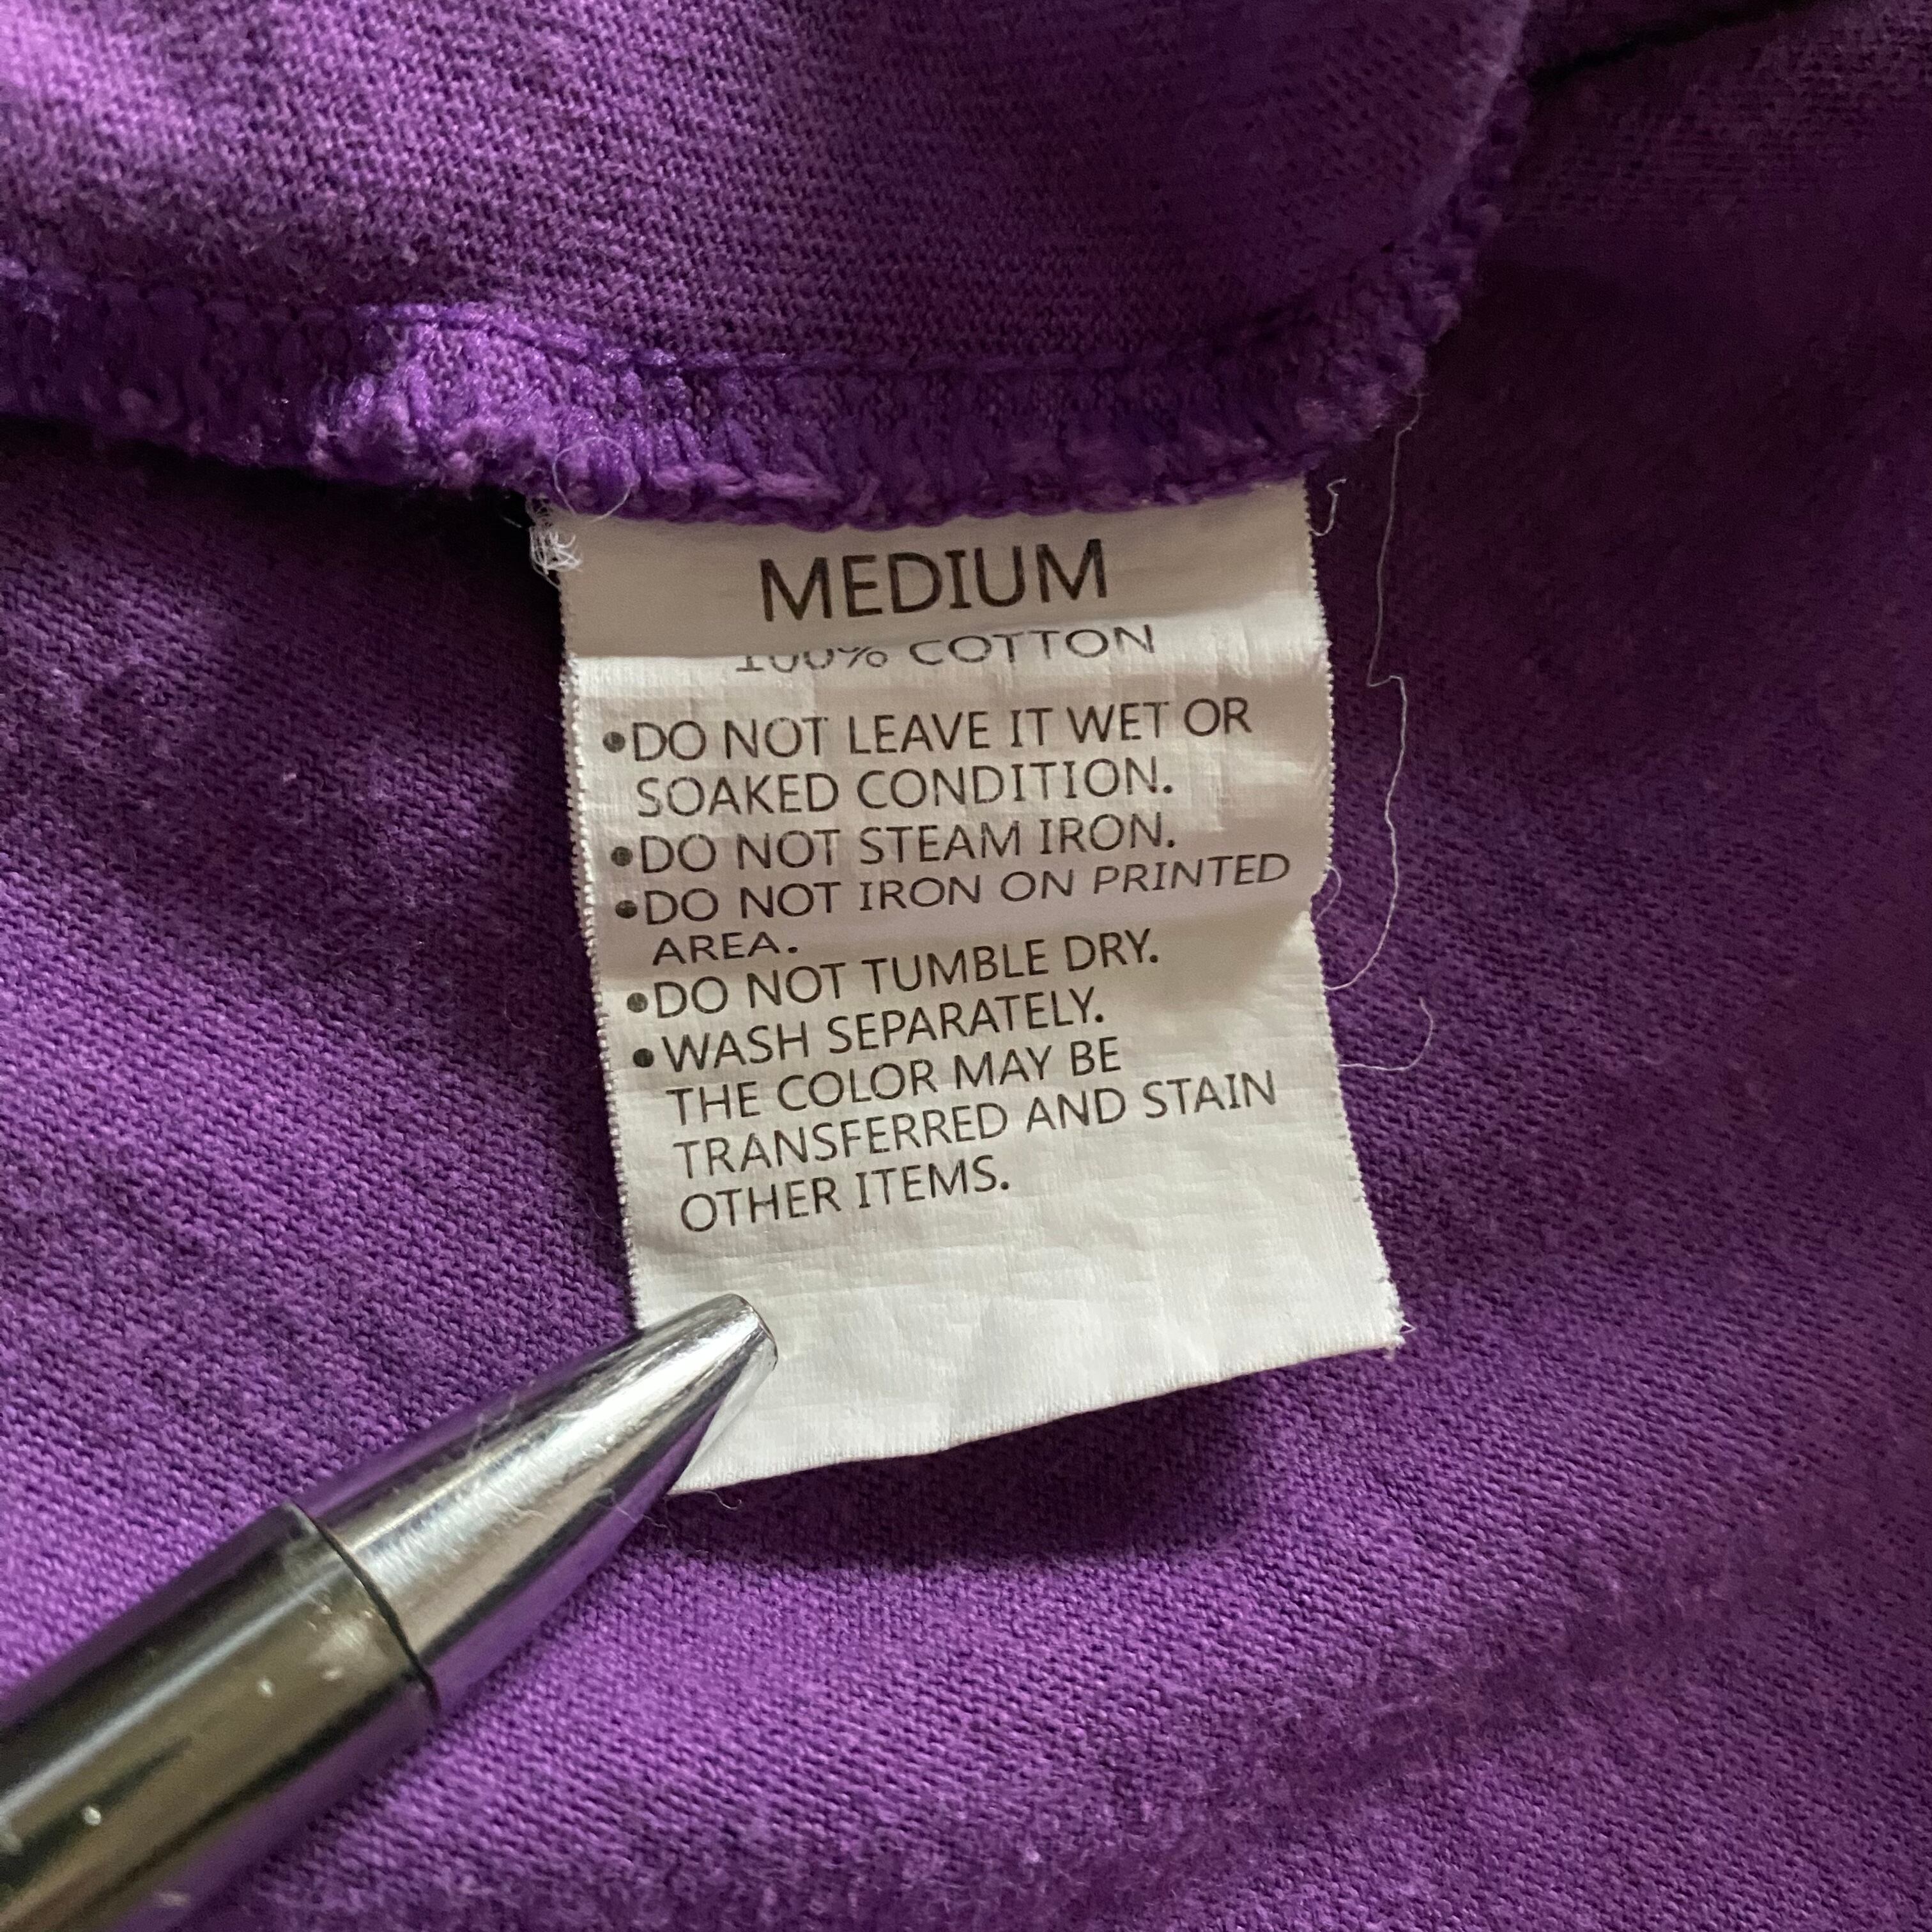 MEDIUM
100% COTTON
•DO NOT LEAVE IT WET OR
SOAKED CONDITION.
•DO NOT STEAM IRON.
•DO NOT IRON ON PRINTED
AREA.
•DO NOT TUMBLE DRY.
•WASH SEPARATELY.
THE COLOR MAY BE
TRANSFERRED AND STAIN
OTHER ITEMS.